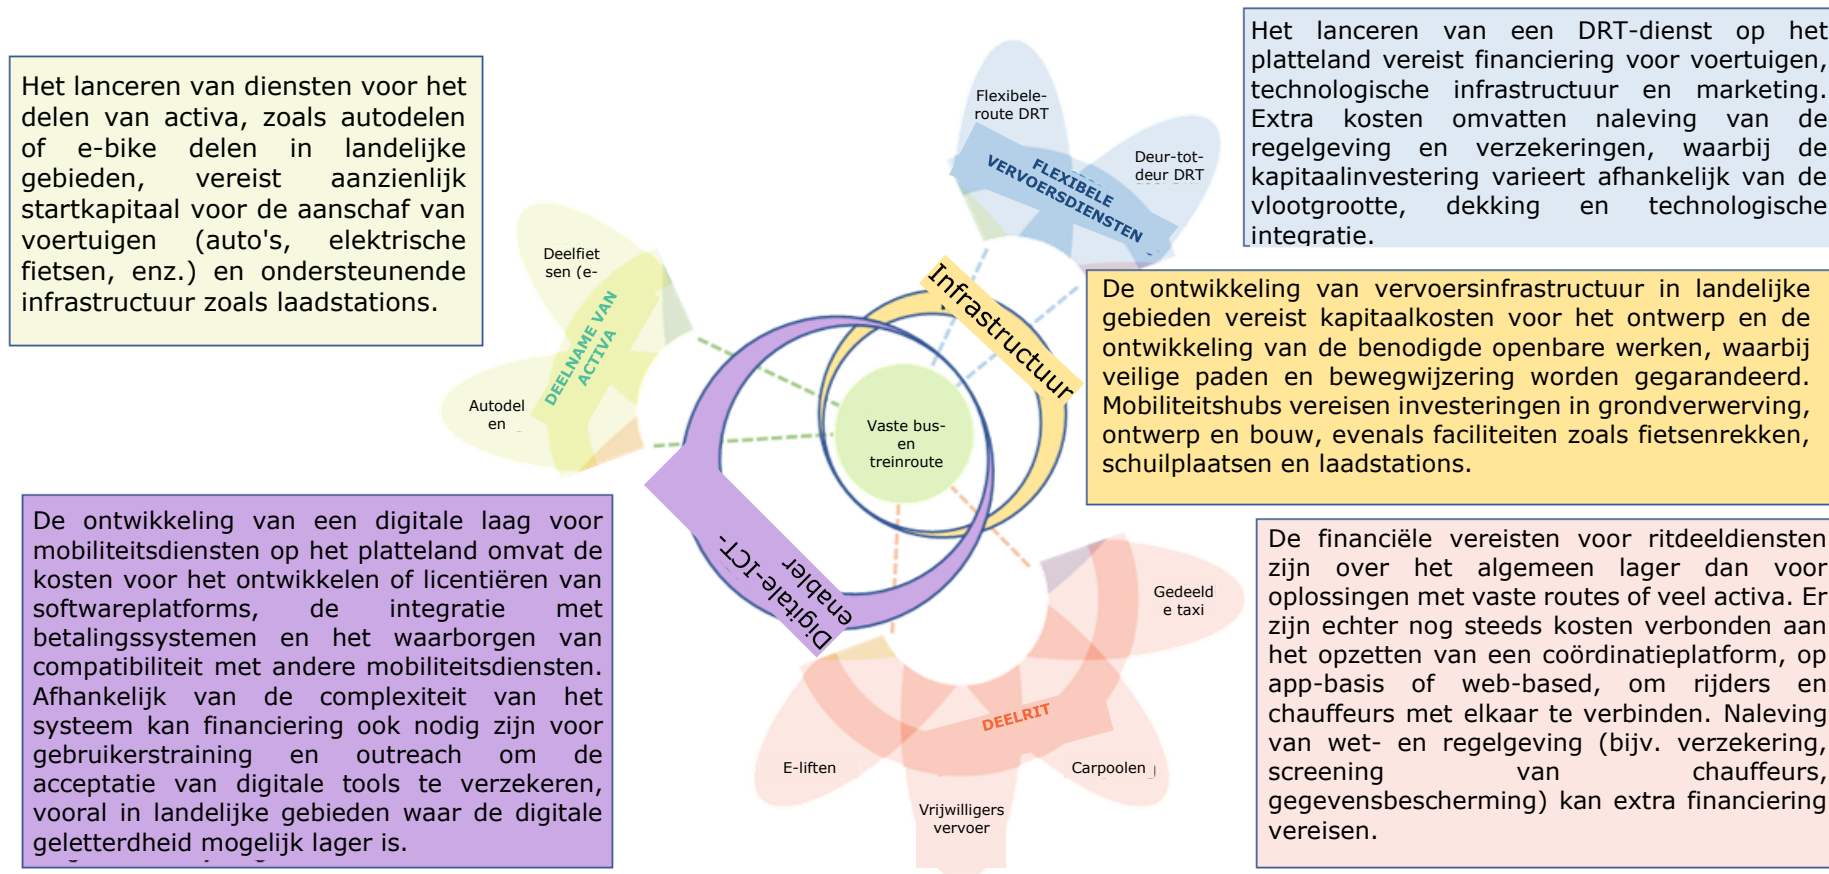 Het lanceren van diensten voor het
delen van activa, zoals autodelen
of e-bike delen in landelijke
gebieden, vereist aanzienlijk
startkapitaal voor de aanschaf van
voertuigen (auto's, elektrische
fietsen, enz.) en ondersteunende
infrastructuur zoals laadstations.
Het lanceren van een DRT-dienst op het
platteland vereist financiering voor voertuigen,
technologische infrastructuur en marketing.
Extra kosten omvatten naleving van de
regelgeving en verzekeringen, waarbij de
kapitaalinvestering varieert afhankelijk van de
vlootgrootte, dekking en technologische
integratie.
Flexibele-
route DRT
Deur-tot-
deur DRT
FLEXIBELE
VERVOERSDIENSTEN
Deelfiet
sen (e-
DEELNAME VAN
ACTIVA
Autodel
en
Infrastructuur
Vaste bus-
en
treinroute
De ontwikkeling van vervoersinfrastructuur in landelijke
gebieden vereist kapitaalkosten voor het ontwerp en de
ontwikkeling van de benodigde openbare werken, waarbij
veilige paden en bewegwijzering worden gegarandeerd.
Mobiliteitshubs vereisen investeringen in grondverwerving,
ontwerp en bouw, evenals faciliteiten zoals fietsenrekken,
schuilplaatsen en laadstations.
De ontwikkeling van een digitale laag voor
mobiliteitsdiensten op het platteland omvat de
kosten voor het ontwikkelen of licentiëren van
softwareplatforms, de integratie met
betalingssystemen en het waarborgen van
compatibiliteit met andere mobiliteitsdiensten.
Afhankelijk van de complexiteit van het
systeem kan financiering ook nodig zijn voor
gebruikerstraining en outreach om de
acceptatie van digitale tools te verzekeren,
vooral in landelijke gebieden waar de digitale
geletterdheid mogelijk lager is.
Digitale-ICT-
enabler
Gedeeld
e taxi
DEELRIT
E-liften
Carpoolen
Vrijwilligers
vervoer
De financiële vereisten voor ritdeeldiensten
zijn over het algemeen lager dan voor
oplossingen met vaste routes of veel activa. Er
zijn echter nog steeds kosten verbonden aan
het opzetten van een coördinatieplatform, op
app-basis of web-based, om rijders en
chauffeurs met elkaar te verbinden. Naleving
van wet- en regelgeving (bijv. verzekering,
screening van chauffeurs,
gegevensbescherming) kan extra financiering
vereisen.